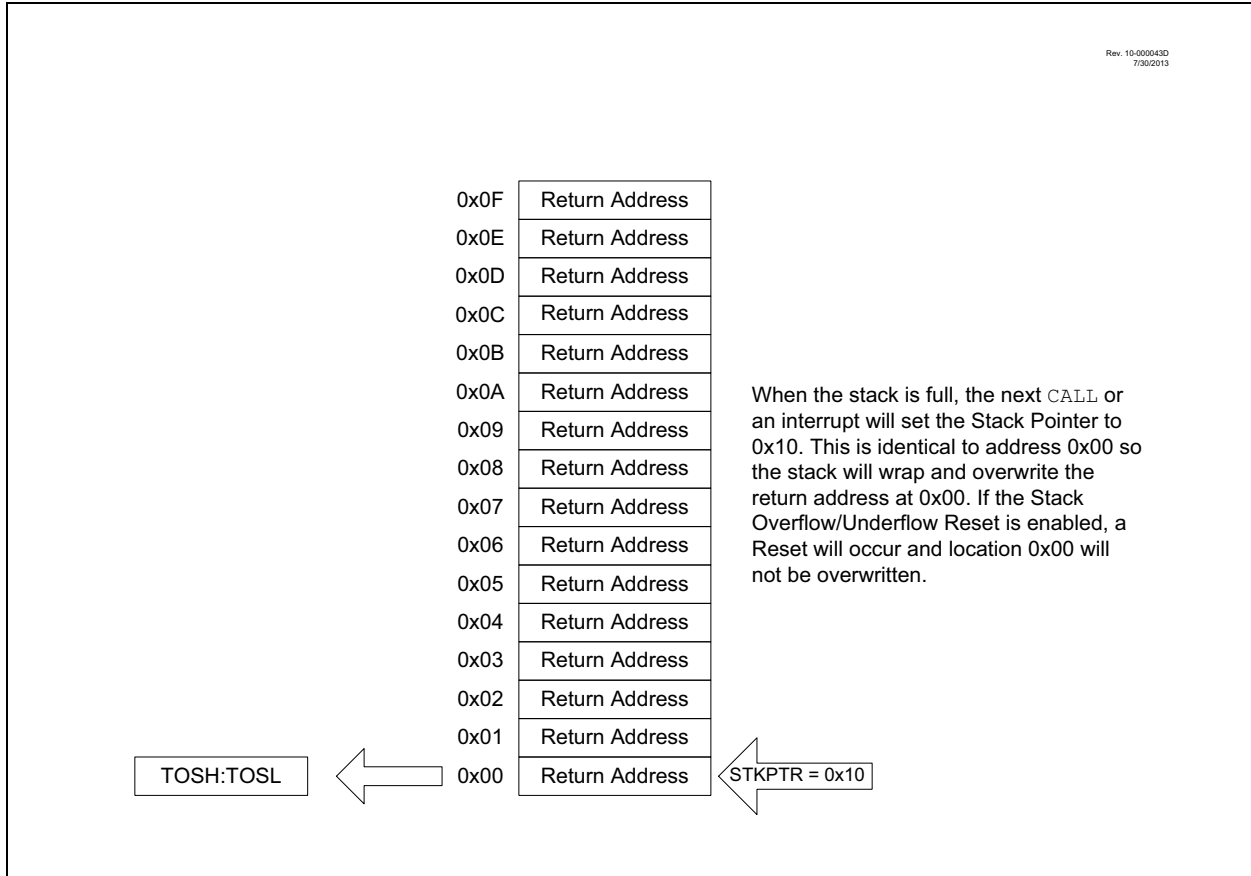 Rev. 10-000043D
7/30/2013
0x0F Return Address
0x0E Return Address
0x0D Return Address
0x0C Return Address
0x0B Return Address
0x0A Return Address
0x09 Return Address
0x08 Return Address
0x07 Return Address
0x06 Return Address
0x05 Return Address
0x04 Return Address
0x03 Return Address
0x02 Return Address
0x01 Return Address
TOSH:TOSL 0x00 Return Address STKPTR = 0x10
When the stack is full, the next CALL or
an interrupt will set the Stack Pointer to
0x10. This is identical to address 0x00 so
the stack will wrap and overwrite the
return address at 0x00. If the Stack
Overflow/Underflow Reset is enabled, a
Reset will occur and location 0x00 will
not be overwritten.